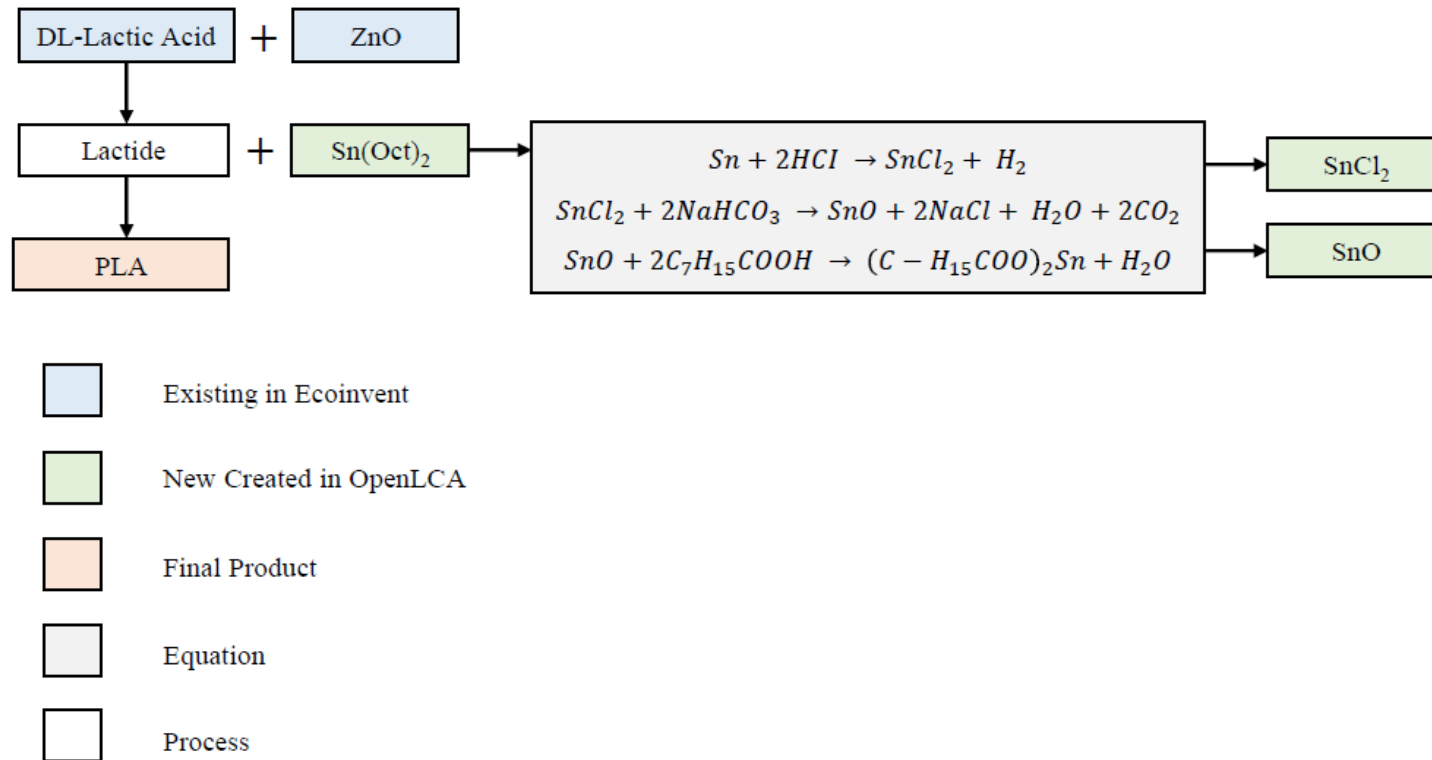 DL-Lactic Acid + ZnO
Lactide + Sn(Oct)₂
Sn + 2HCI → SnCl₂ + H₂
SnCl₂
SnCl₂ + 2NaHCO₃ → SnO + 2NaCl + H₂O + 2CO₂
SnO + 2C₇H₁₅COOH → (C − H₁₅COO)₂Sn + H₂O
SnO
PLA
Existing in Ecoinvent
New Created in OpenLCA
Final Product
Equation
Process